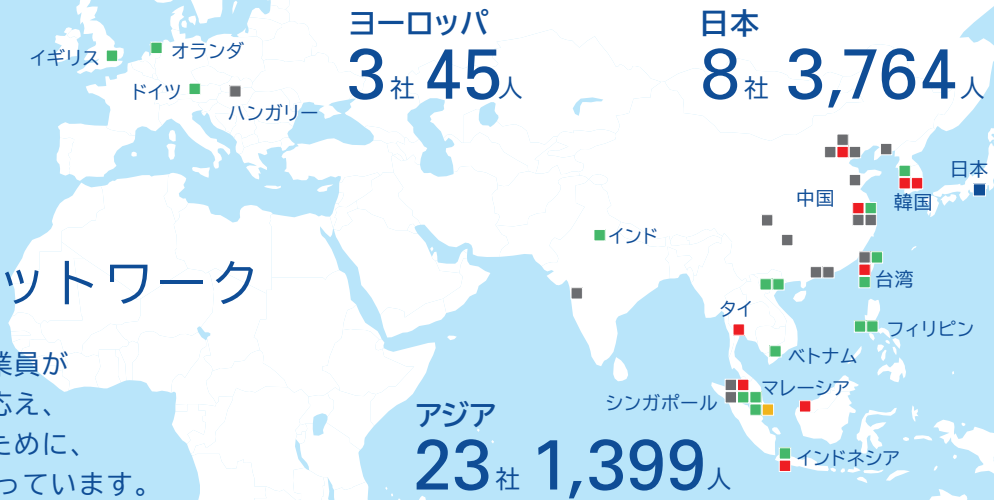 ヨーロッパ
3社 45人
日本
8社 3,764人
イギリス
オランダ
ドイツ
ハンガリー
日本
中国
韓国
インド
ットワーク
台湾
タイ
フィリピン
業員が
ベトナム
応え、
マレーシア
シンガポール
アジア
23社 1,399人
ために、
インドネシア
っています。